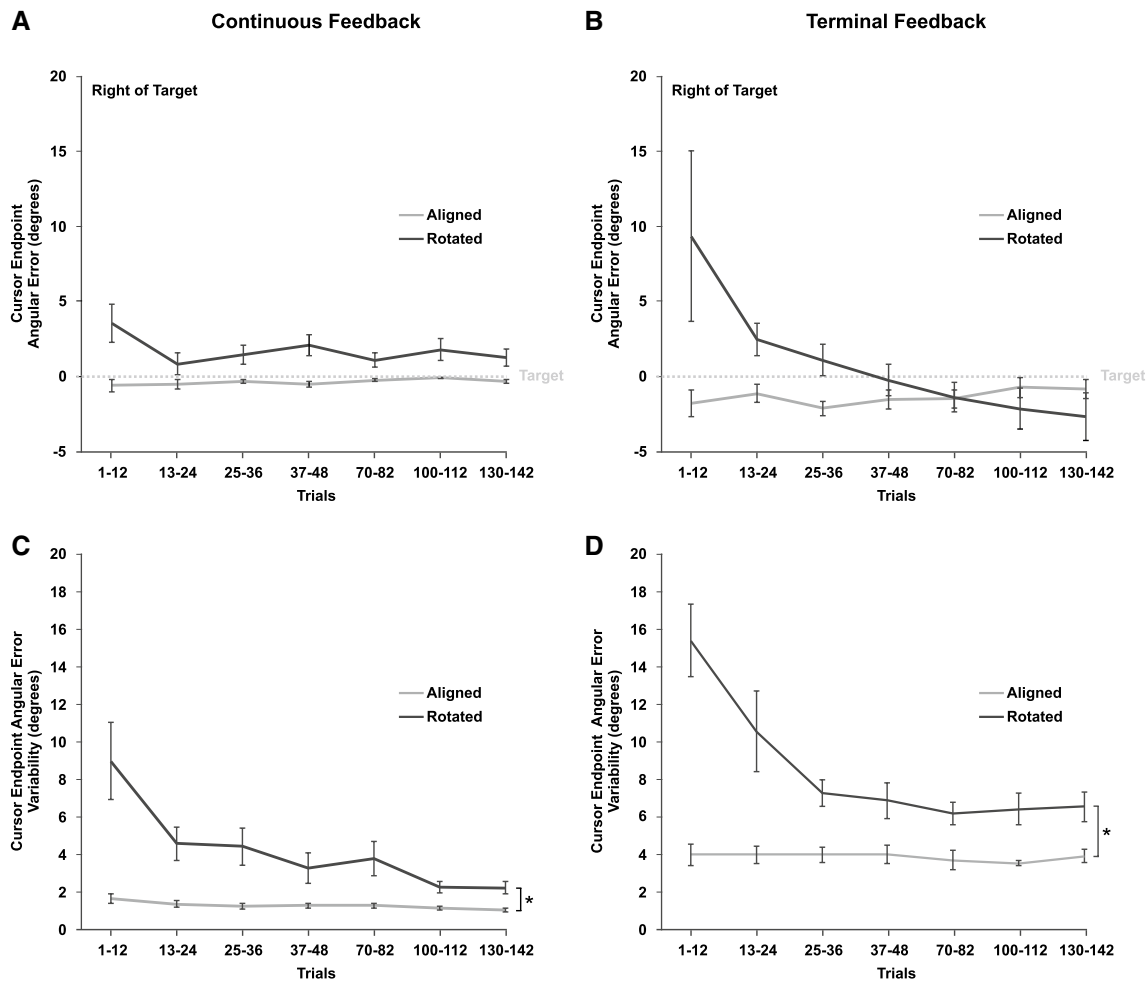 A
Continuous Feedback
20
15
10
5
0
-5
Cursor Endpoint
Angular Error (degrees)
Right of Target
Aligned
Rotated
Target
1-12
13-24
25-36
37-48
70-82
100-112
130-142
Trials
B
Terminal Feedback
20
15
10
5
0
-5
Cursor Endpoint
Angular Error (degrees)
Right of Target
Aligned
Rotated
Target
1-12
13-24
25-36
37-48
70-82
100-112
130-142
Trials
C
20
18
16
14
12
10
8
6
4
2
0
Cursor Endpoint Angular Error
Variability (degrees)
Aligned
Rotated
*
1-12
13-24
25-36
37-48
70-82
100-112
130-142
Trials
D
20
18
16
14
12
10
8
6
4
2
0
Cursor Endpoint Angular Error
Variability (degrees)
Aligned
Rotated
*
1-12
13-24
25-36
37-48
70-82
100-112
130-142
Trials